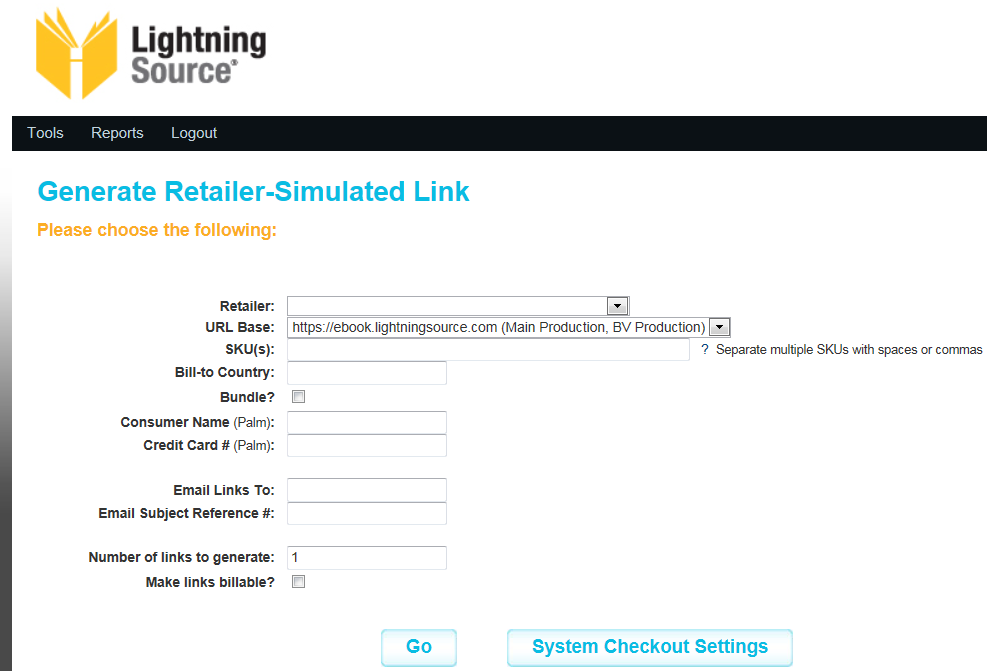 Lightning
Source®
Tools Reports Logout
Generate Retailer-Simulated Link
Please choose the following:
Retailer:
URL Base: https://ebook.lightningsource.com (Main Production, BV Production)
SKU(s): ? Separate multiple SKUs with spaces or commas
Bill-to Country:
Bundle?
Consumer Name (Palm):
Credit Card # (Palm):
Email Links To:
Email Subject Reference #:
Number of links to generate: 1
Make links billable?
Go System Checkout Settings